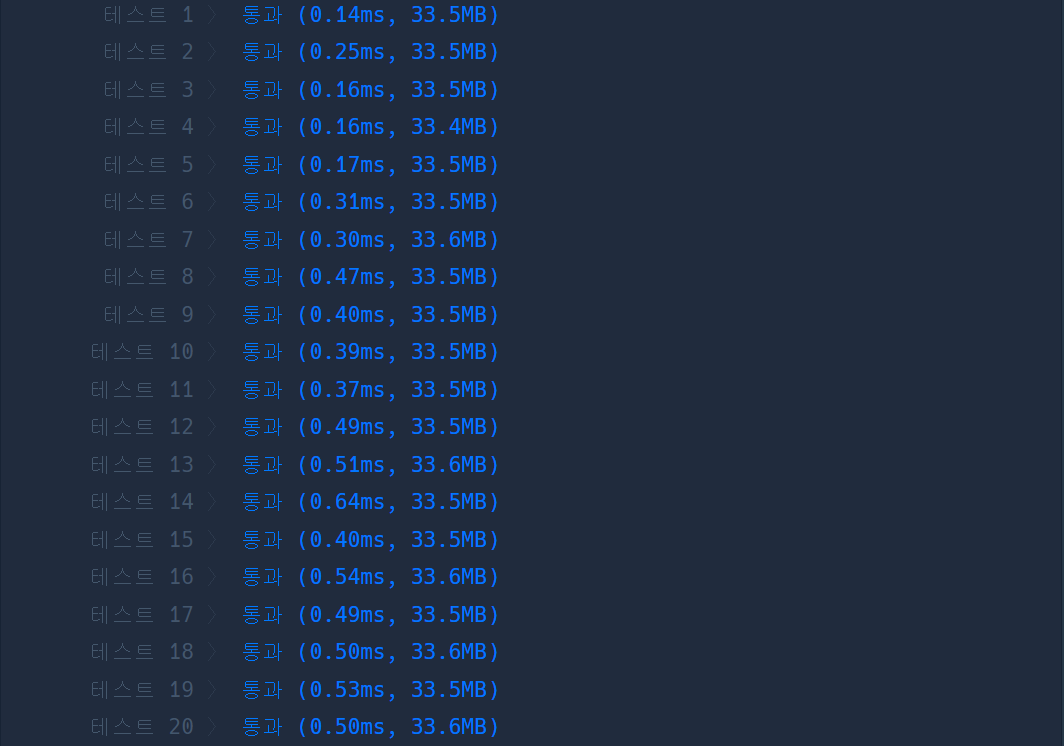 테스트 1 〉 통과 (0.14ms, 33.5MB)
테스트 2 〉 통과 (0.25ms, 33.5MB)
테스트 3 〉 통과 (0.16ms, 33.5MB)
테스트 4 〉 통과 (0.16ms, 33.4MB)
테스트 5 〉 통과 (0.17ms, 33.5MB)
테스트 6 〉 통과 (0.31ms, 33.5MB)
테스트 7 〉 통과 (0.30ms, 33.6MB)
테스트 8 〉 통과 (0.47ms, 33.5MB)
테스트 9 〉 통과 (0.40ms, 33.5MB)
테스트 10 〉 통과 (0.39ms, 33.5MB)
테스트 11 〉 통과 (0.37ms, 33.5MB)
테스트 12 〉 통과 (0.49ms, 33.5MB)
테스트 13 〉 통과 (0.51ms, 33.6MB)
테스트 14 〉 통과 (0.64ms, 33.5MB)
테스트 15 〉 통과 (0.40ms, 33.5MB)
테스트 16 〉 통과 (0.54ms, 33.6MB)
테스트 17 〉 통과 (0.49ms, 33.5MB)
테스트 18 〉 통과 (0.50ms, 33.6MB)
테스트 19 〉 통과 (0.53ms, 33.5MB)
테스트 20 〉 통과 (0.50ms, 33.6MB)